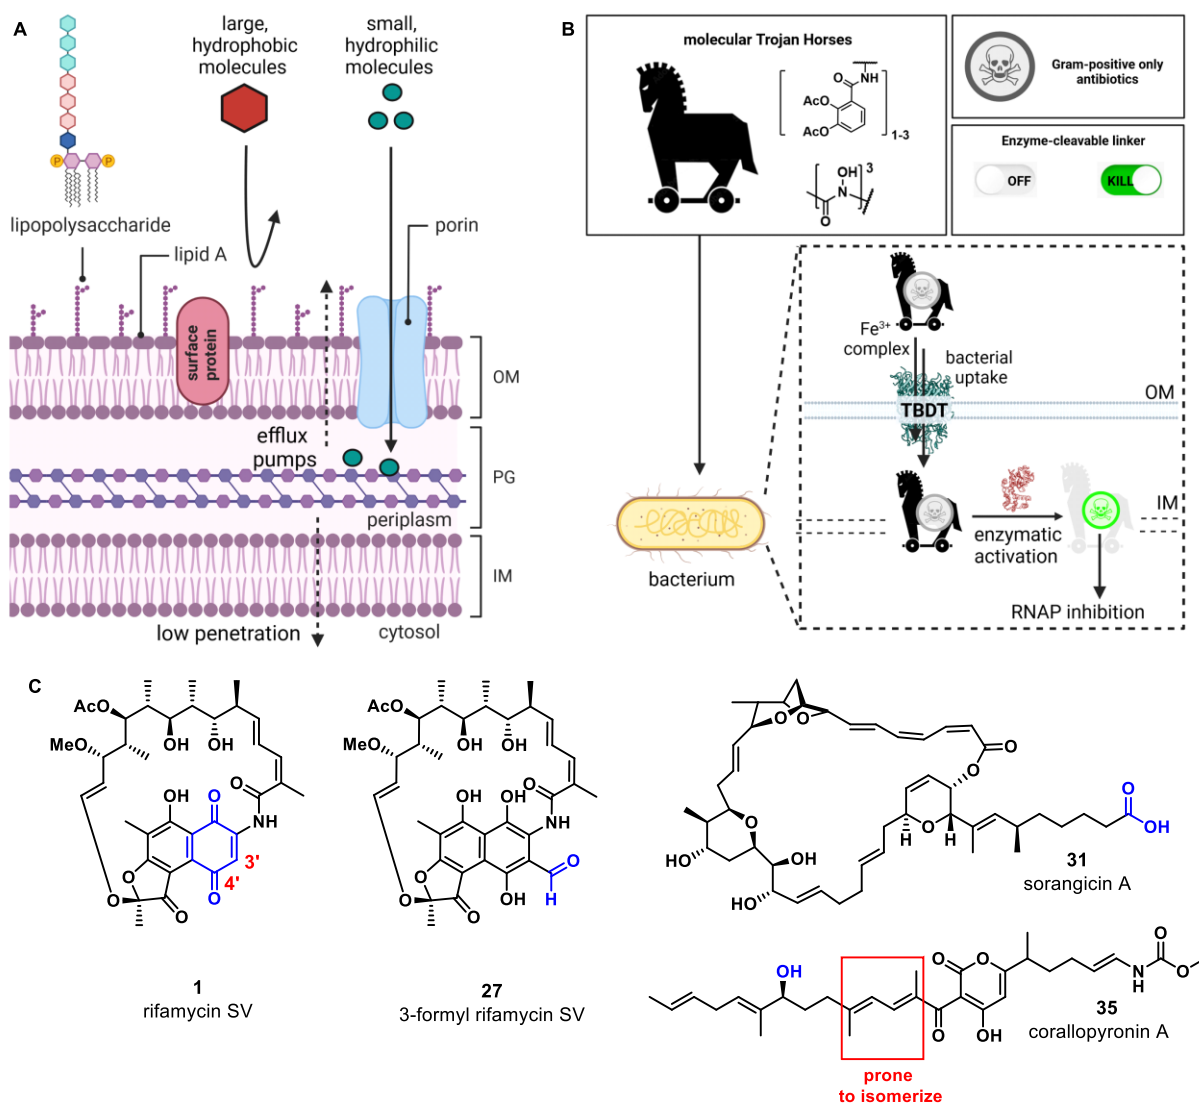 A
large,
hydrophobic
molecules
small,
hydrophilic
molecules
P
P
lipopolysaccharide
lipid A
porin
surface
protein
OM
efflux
pumps
PG
periplasm
IM
low penetration
cytosol
B
molecular Trojan Horses
O
NH
AcO
AcO
1-3
OH
3
N
O
Gram-positive only
antibiotics
Enzyme-cleavable linker
OFF
KILL
Fe3+
complex
bacterial
uptake
OM
TBDT
IM
enzymatic
activation
bacterium
RNAP inhibition
C
AcO
OH
OH
MeO
O
OH
O
NH
3'
4'
O
O
O
O
1
rifamycin SV
AcO
OH
OH
MeO
O
OH
OH
NH
O
O
H
OH
O
O
27
3-formyl rifamycin SV
O
O
O
O
O
O
OH
O
H
H
HO
OH
HO
31
sorangicin A
OH
O
O
O
OH
O
N
H
O
O
35
corallopyronin A
prone
to isomerize